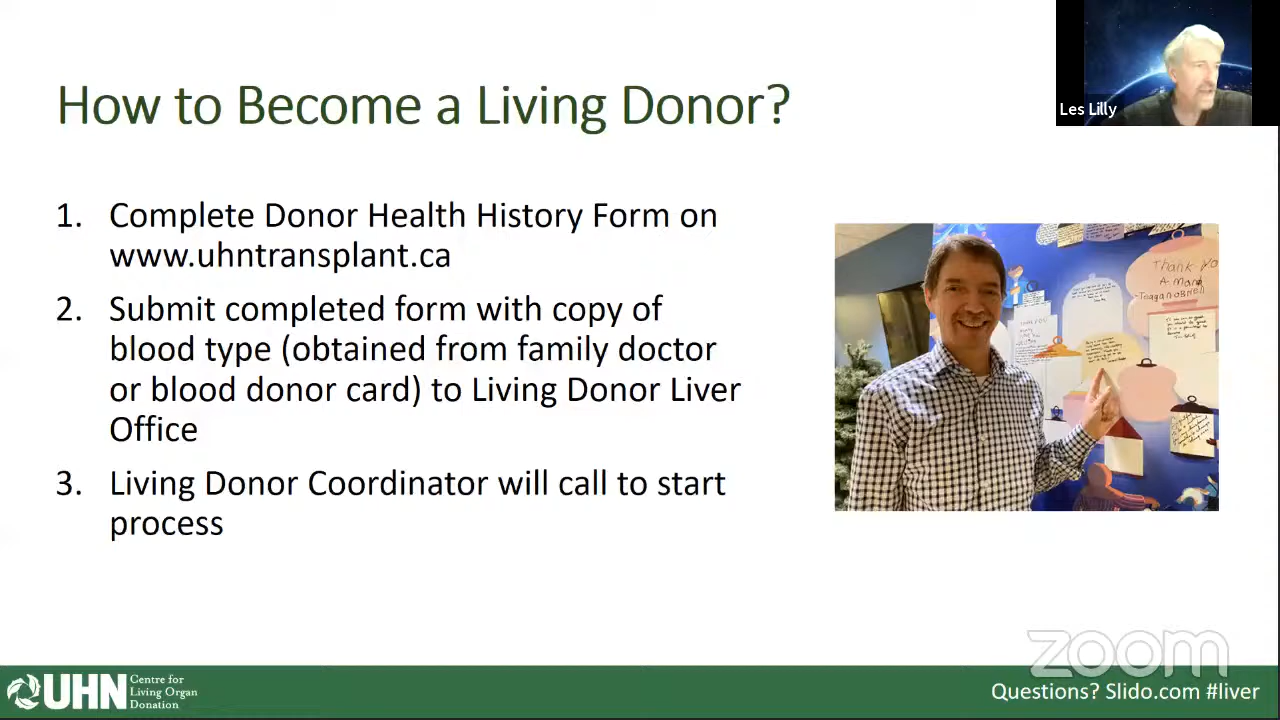 How to Become a Living Donor?
Les Lilly
1. Complete Donor Health History Form on
www.uhntransplant.ca
2. Submit completed form with copy of
blood type (obtained from family doctor
or blood donor card) to Living Donor Liver
Office
3. Living Donor Coordinator will call to start
process
Thank Yo
A-Mana
zoom
UHN
Centre for
Living Organ
Donation
Questions? Slido.com #liver